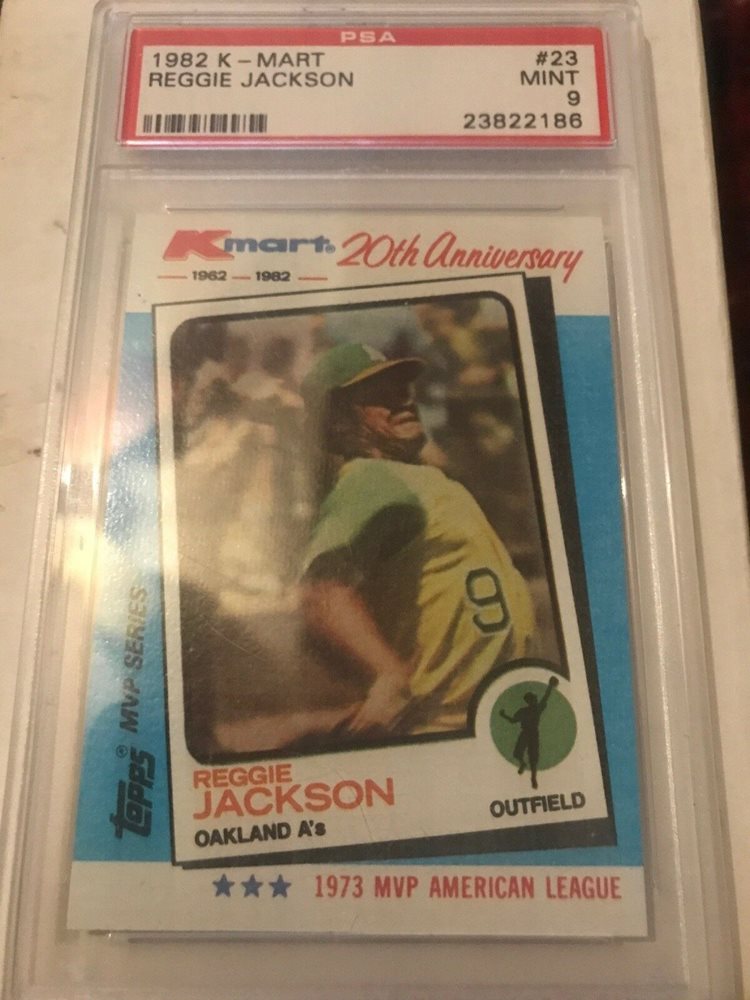 PSA
1982 K-MART #23
REGGIE JACKSON MINT
9
23822186
Kmart® 20th Anniversary
1962 — 1982
9
Topps® MVP SERIES
REGGIE
JACKSON
OAKLAND A's
OUTFIELD
1973 MVP AMERICAN LEAGUE